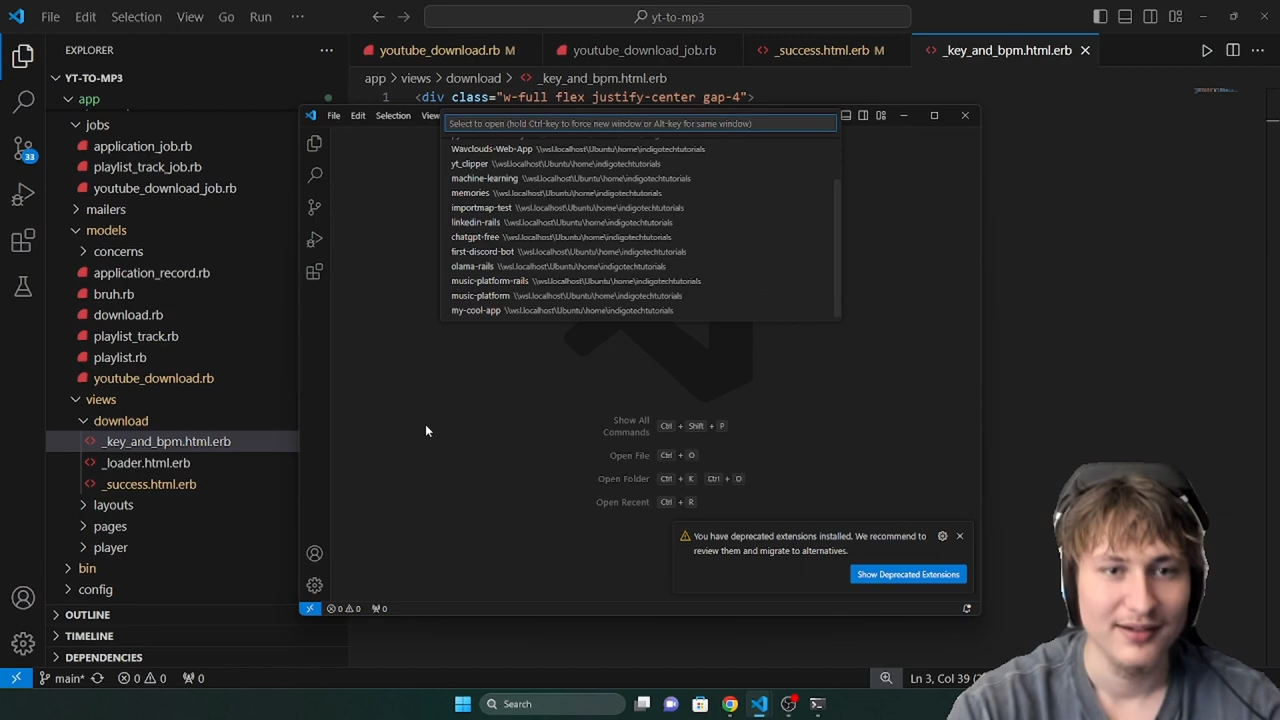 File Edit Selection View Go Run ···
yt-to-mp3
EXPLORER
youtube_download.rb M
youtube_download_job.rb
_success.html.erb M
_key_and_bpm.html.erb
YT-TO-MP3
app > views > download > _key_and_bpm.html.erb
app
1 <div class="w-full flex justify-center gap-4">
jobs
application_job.rb
playlist_track_job.rb
33
youtube_download_job.rb
mailers
models
concerns
application_record.rb
bruh.rb
download.rb
playlist_track.rb
playlist.rb
youtube_download.rb
views
download
_key_and_bpm.html.erb
_loader.html.erb
_success.html.erb
layouts
pages
player
bin
config
OUTLINE
TIMELINE
DEPENDENCIES
File Edit Selection View
Select to open (hold Ctrl-key to force new window or Alt-key for same window)
Wavclouds-Web-App \\wsl.localhost\Ubuntu\home\indigotechtutorials
yt_clipper \\wsl.localhost\Ubuntu\home\indigotechtutorials
machine-learning \\wsl.localhost\Ubuntu\home\indigotechtutorials
memories \\wsl.localhost\Ubuntu\home\indigotechtutorials
importmap-test \\wsl.localhost\Ubuntu\home\indigotechtutorials
linkedin-rails \\wsl.localhost\Ubuntu\home\indigotechtutorials
chatgpt-free \\wsl.localhost\Ubuntu\home\indigotechtutorials
first-discord-bot \\wsl.localhost\Ubuntu\home\indigotechtutorials
olama-rails \\wsl.localhost\Ubuntu\home\indigotechtutorials
music-platform-rails \\wsl.localhost\Ubuntu\home\indigotechtutorials
music-platform \\wsl.localhost\Ubuntu\home\indigotechtutorials
my-cool-app \\wsl.localhost\Ubuntu\home\indigotechtutorials
Show All
Commands Ctrl + Shift + P
Open File Ctrl + O
Open Folder Ctrl + K Ctrl + O
Open Recent Ctrl + R
You have deprecated extensions installed. We recommend to
review them and migrate to alternatives.
Show Deprecated Extensions
0 0 0
main* 0 0 0
Ln 3, Col 39
Search